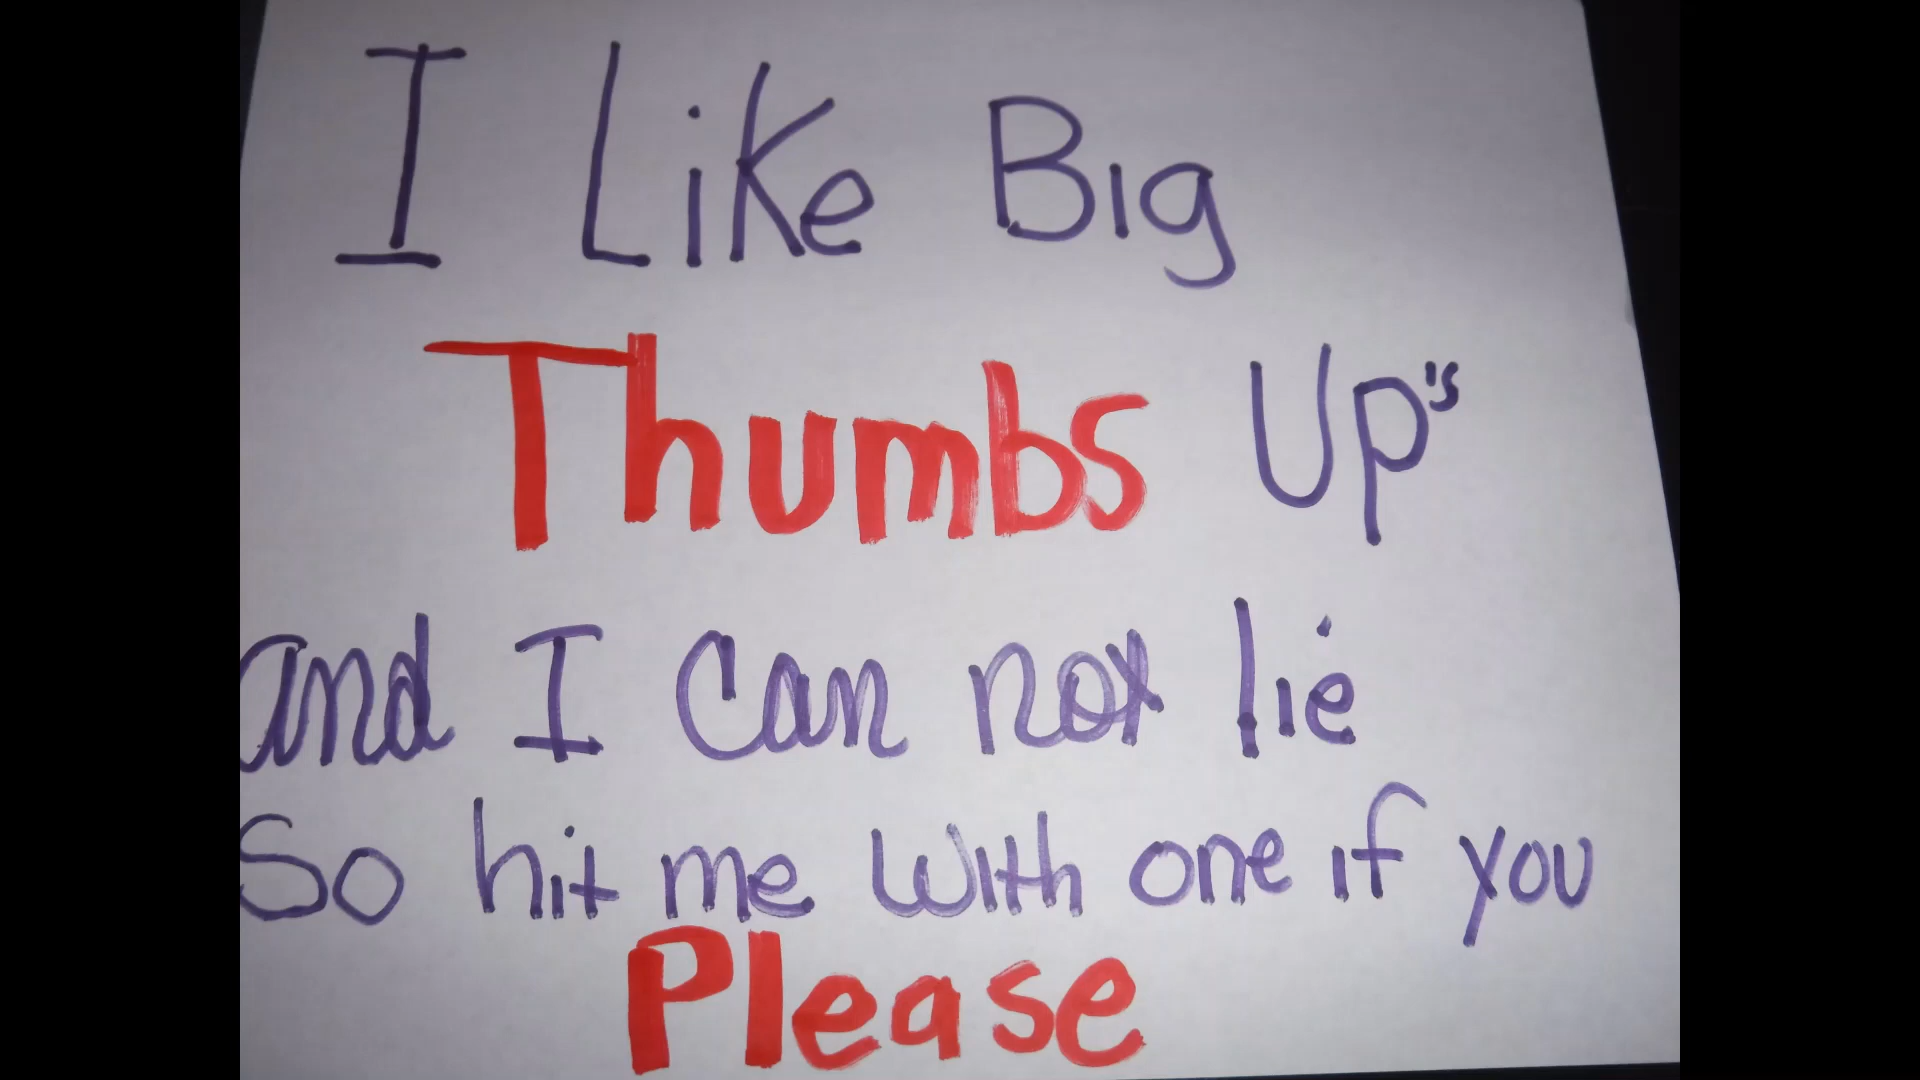 I Like Big
Thumbs Up's
and I can not lie
So hit me with one if you
Please